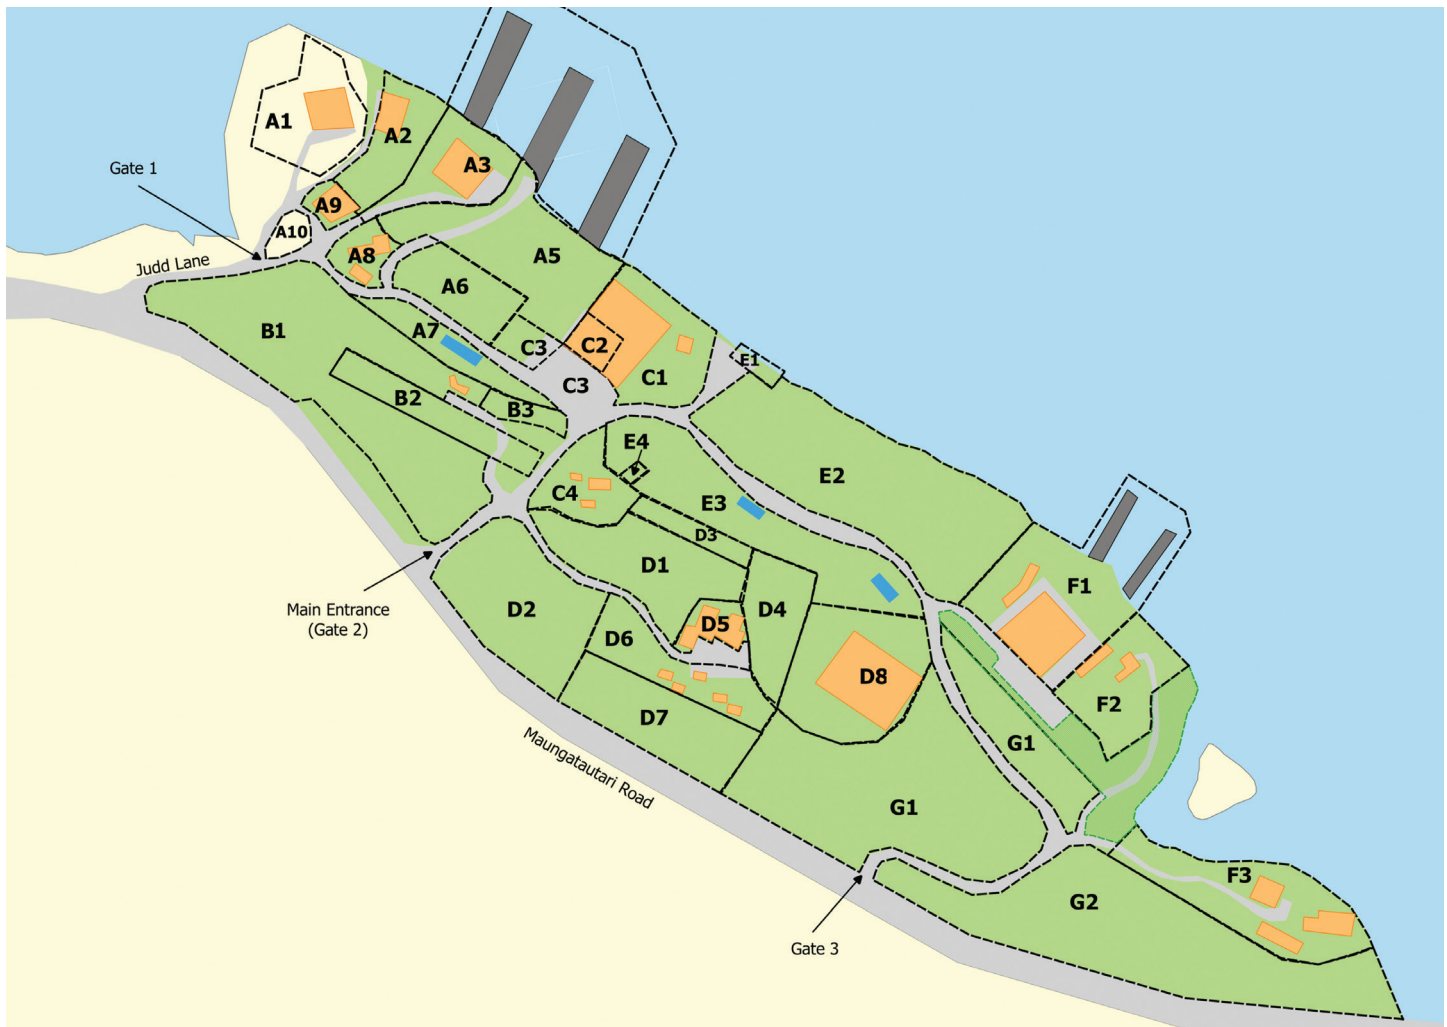 A1
A2
A3
Gate 1
A9
A10
A8
A5
Judd Lane
A6
B1
A7
C3
C2
E1
C3
C1
B2
B3
E4
E2
C4
E3
D3
D1
F1
Main Entrance
(Gate 2)
D2
D4
D5
D6
D8
F2
D7
G1
Maungatautari Road
G1
F3
G2
Gate 3